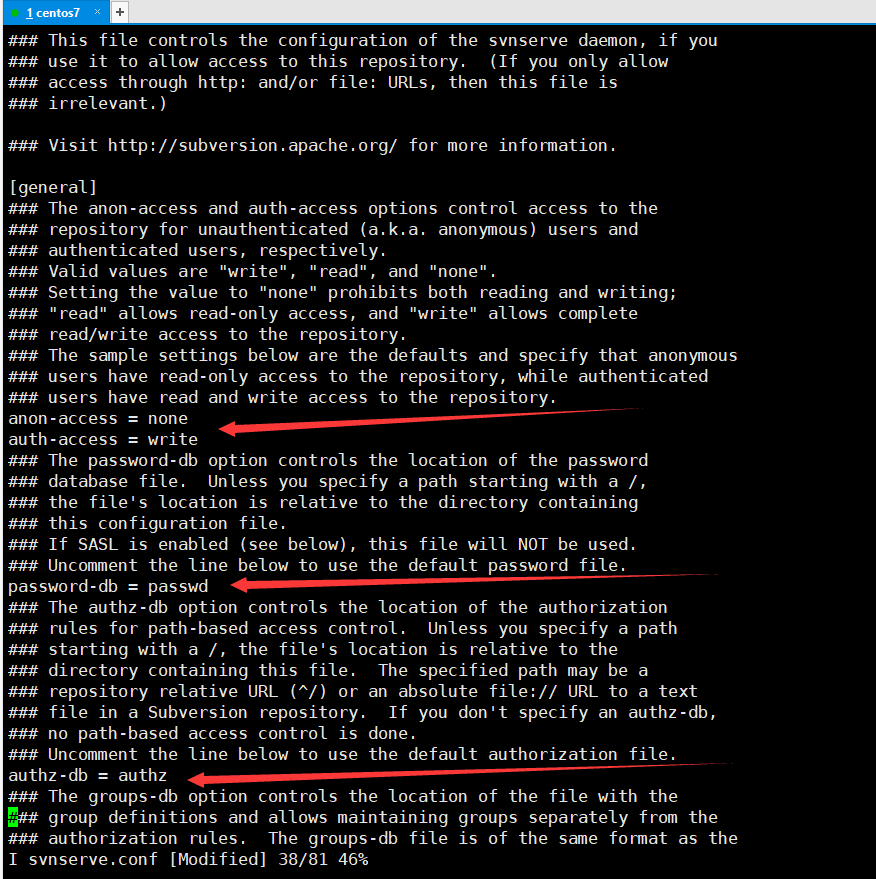 1 centos7 × +
### This file controls the configuration of the svnserve daemon, if you
### use it to allow access to this repository.  (If you only allow
### access through http: and/or file: URLs, then this file is
### irrelevant.)
### Visit http://subversion.apache.org/ for more information.
[general]
### The anon-access and auth-access options control access to the
### repository for unauthenticated (a.k.a. anonymous) users and
### authenticated users, respectively.
### Valid values are "write", "read", and "none".
### Setting the value to "none" prohibits both reading and writing;
### "read" allows read-only access, and "write" allows complete
### read/write access to the repository.
### The sample settings below are the defaults and specify that anonymous
### users have read-only access to the repository, while authenticated
### users have read and write access to the repository.
anon-access = none
auth-access = write
### The password-db option controls the location of the password
### database file.  Unless you specify a path starting with a /,
### the file's location is relative to the directory containing
### this configuration file.
### If SASL is enabled (see below), this file will NOT be used.
### Uncomment the line below to use the default password file.
password-db = passwd
### The authz-db option controls the location of the authorization
### rules for path-based access control.  Unless you specify a path
### starting with a /, the file's location is relative to the
### directory containing this file.  The specified path may be a
### repository relative URL (^/) or an absolute file:// URL to a text
### file in a Subversion repository.  If you don't specify an authz-db,
### no path-based access control is done.
### Uncomment the line below to use the default authorization file.
authz-db = authz
### The groups-db option controls the location of the file with the
### group definitions and allows maintaining groups separately from the
### authorization rules.  The groups-db file is of the same format as the
I svnserve.conf [Modified] 38/81 46%